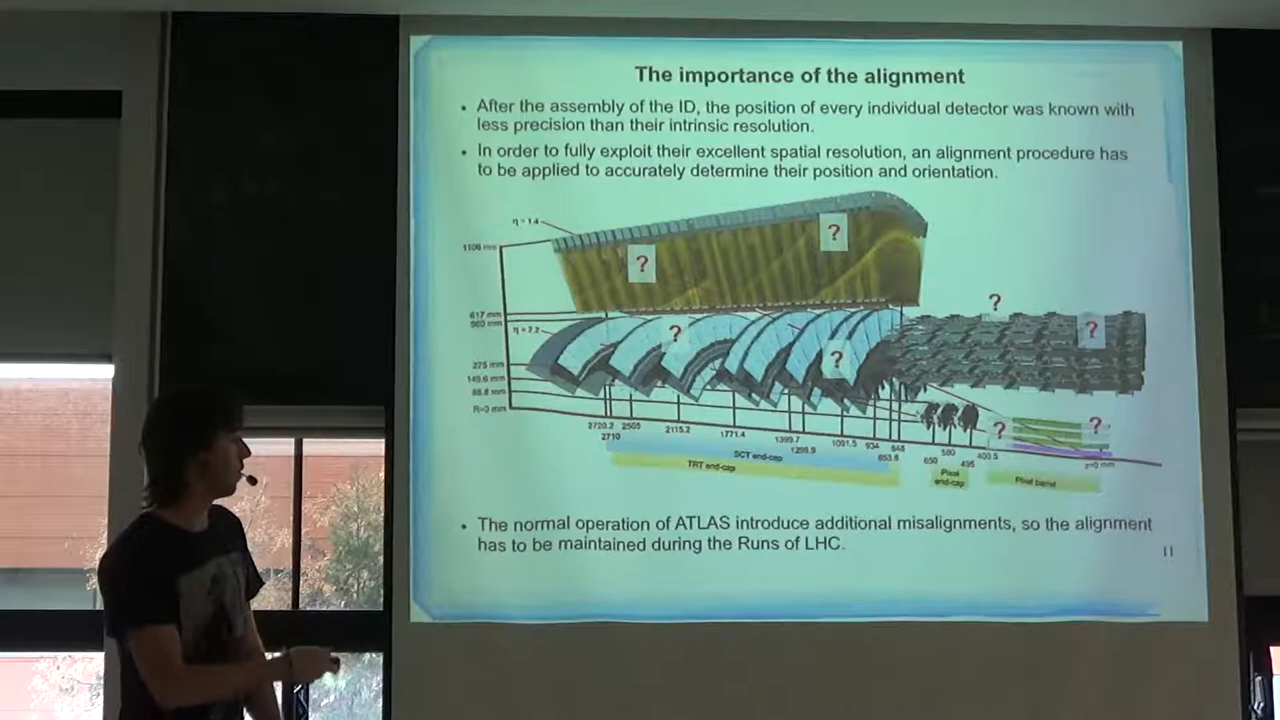 The importance of the alignment
• After the assembly of the ID, the position of every individual detector was known with
less precision than their intrinsic resolution.
• In order to fully exploit their excellent spatial resolution, an alignment procedure has
to be applied to accurately determine their position and orientation.
η = 1.4
1106 mm
?
?
617 mm
560 mm
η = 2.2
?
?
?
?
275 mm
149.6 mm
88.8 mm
R=0 mm
?
?
2720.2
2710
2505
2115.2
1771.4
1399.7
1299.9
1091.5
934
848
853.8
650
580
495
400.5
z=0 mm
SCT end-cap
TRT end-cap
Pixel
end-cap
Pixel barrel
• The normal operation of ATLAS introduce additional misalignments, so the alignment
has to be maintained during the Runs of LHC.
11